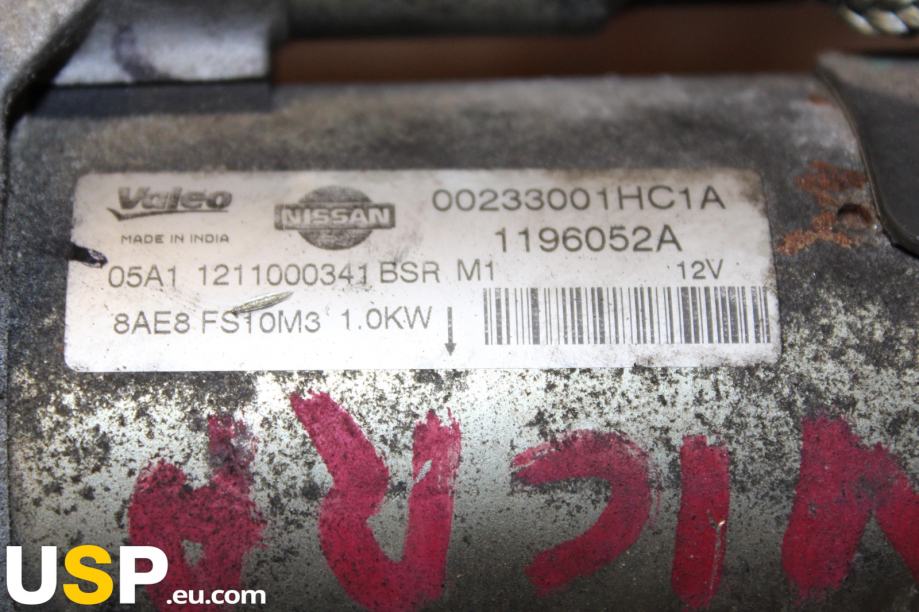 Valeo NISSAN 00233001HC1A
MADE IN INDIA 1196052A
05A1 1211000341 BSR M1 12V
8AE8 FS10M3 1.0KW
MICRA
USP.eu.com